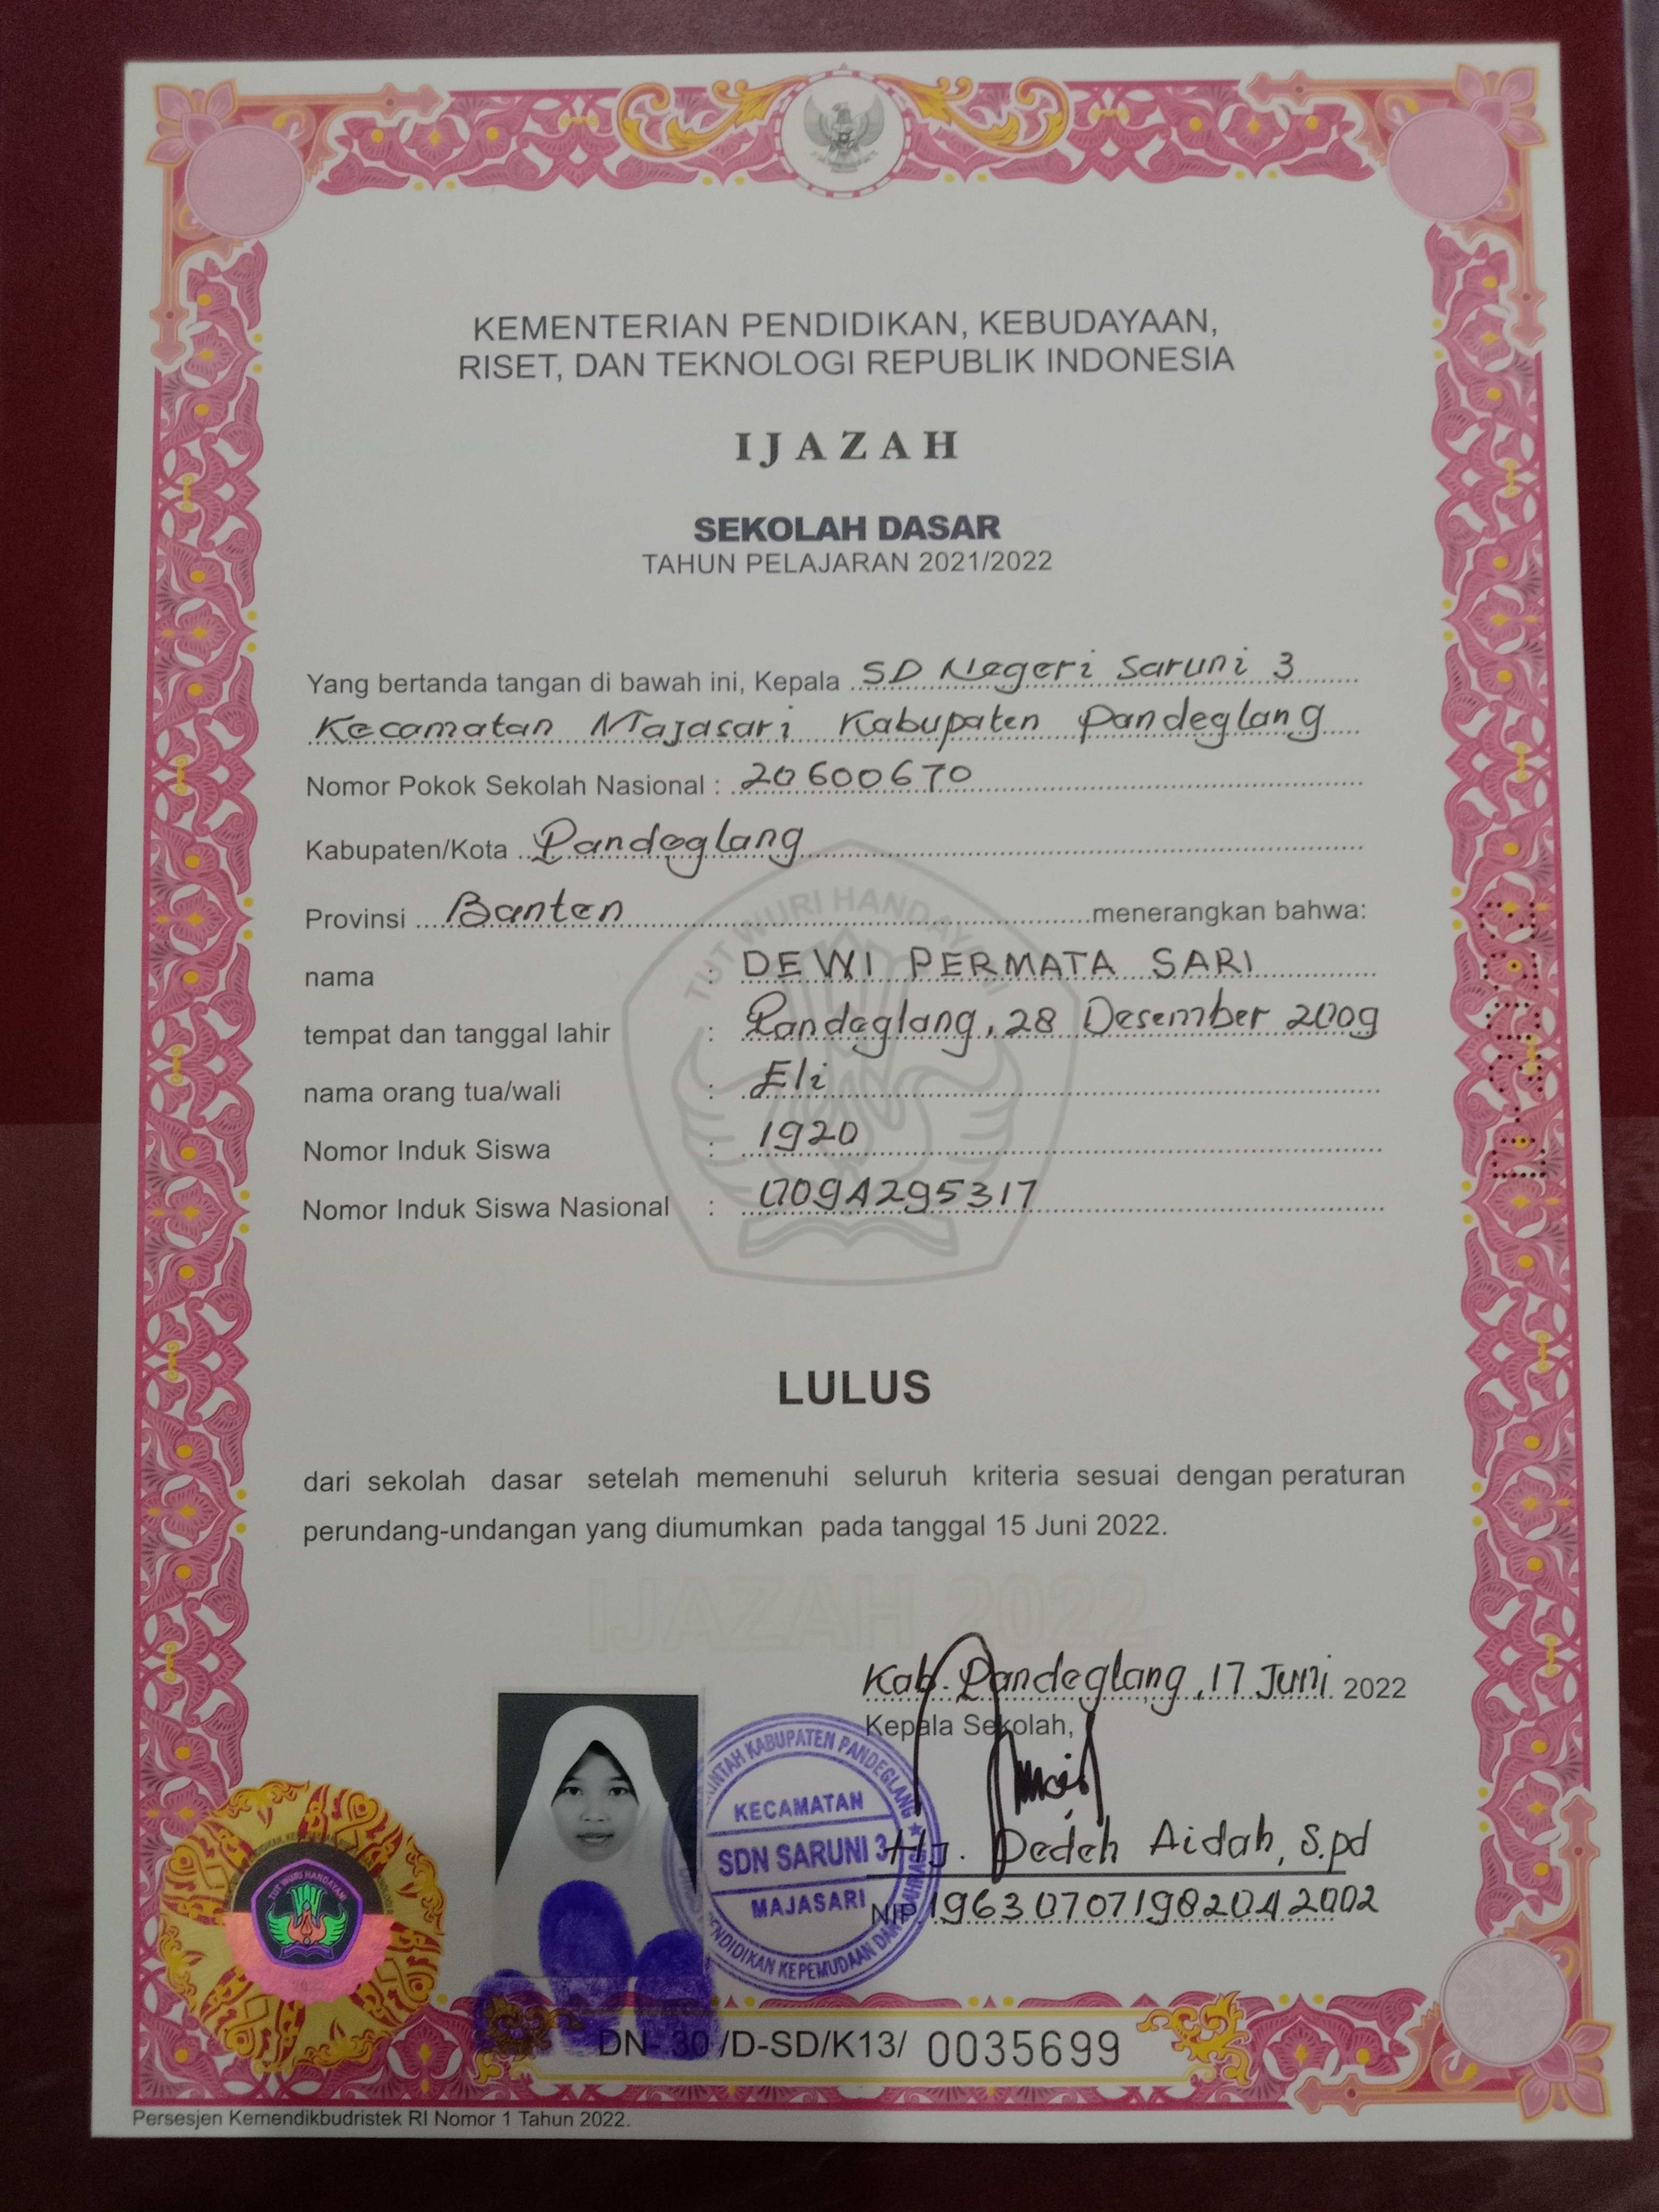 KEMENTERIAN PENDIDIKAN, KEBUDAYAAN,
RISET, DAN TEKNOLOGI REPUBLIK INDONESIA
IJAZAH
SEKOLAH DASAR
TAHUN PELAJARAN 2021/2022
Yang bertanda tangan di bawah ini, Kepala SD Negeri Saruni 3
Kecamatan Majasari Kabupaten Pandeglang
Nomor Pokok Sekolah Nasional : 20600670
Kabupaten/Kota Pandeglang
Provinsi Banten menerangkan bahwa:
TUT WURI HANDAYANI
nama : DEWI PERMATA SARI
tempat dan tanggal lahir : Pandeglang, 28 Desember 2009
nama orang tua/wali : Eli
Nomor Induk Siswa : 1920
Nomor Induk Siswa Nasional : 0094295317
LULUS
dari sekolah dasar setelah memenuhi seluruh kriteria sesuai dengan peraturan
perundang-undangan yang diumumkan pada tanggal 15 Juni 2022.
IJAZAH 2022
Kab. Pandeglang, 17 Juni 2022
Kepala Sekolah,
KABUPATEN PANDEGLANG
KECAMATAN
SDN SARUNI 3
MAJASARI
Hj. Dedeh Aidah, S.pd
NIP. 196307071982042002
TUT WURI HANDAYANI
DN- 30 /D-SD/K13/ 0035699
Persesjen Kemendikbudristek RI Nomor 1 Tahun 2022.